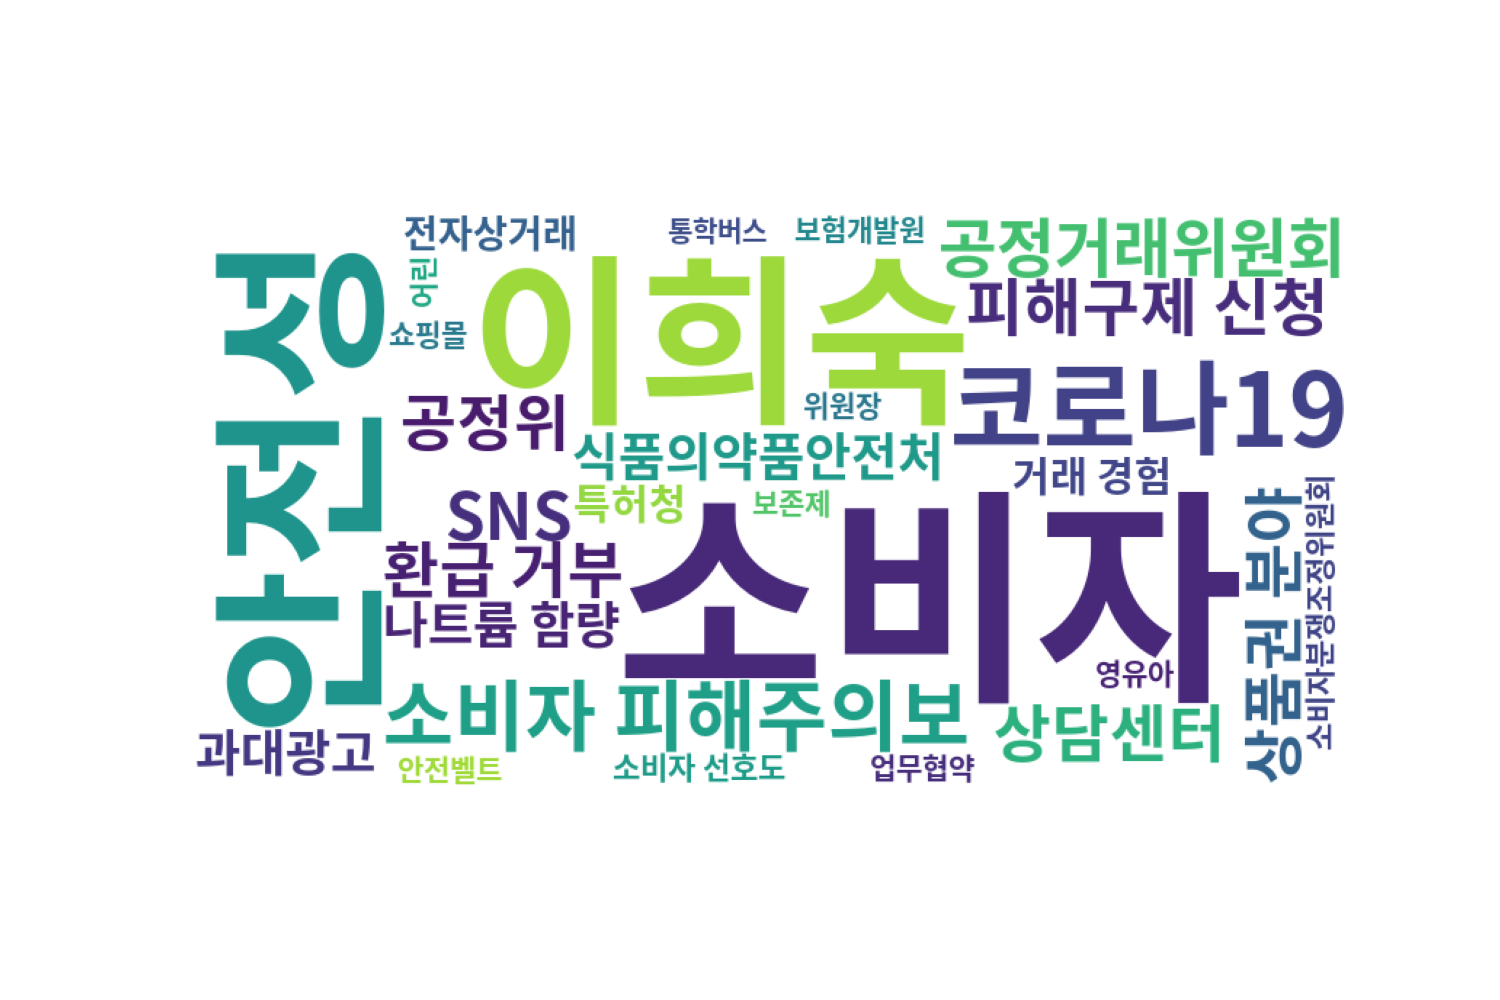 전자상거래
통학버스
보험개발원
공정거래위원회
어린
이희숙
피해구제 신청
쇼핑몰
안전성
코로나19
공정위
위원장
식품의약품안전처
거래 경험
SNS
특허청
보존제
소비자
환급 거부
나트륨 함량
영유아
상품권 분야
소비자분쟁조정위원회
소비자 피해주의보
상담센터
과대광고
안전벨트
소비자 선호도
업무협약